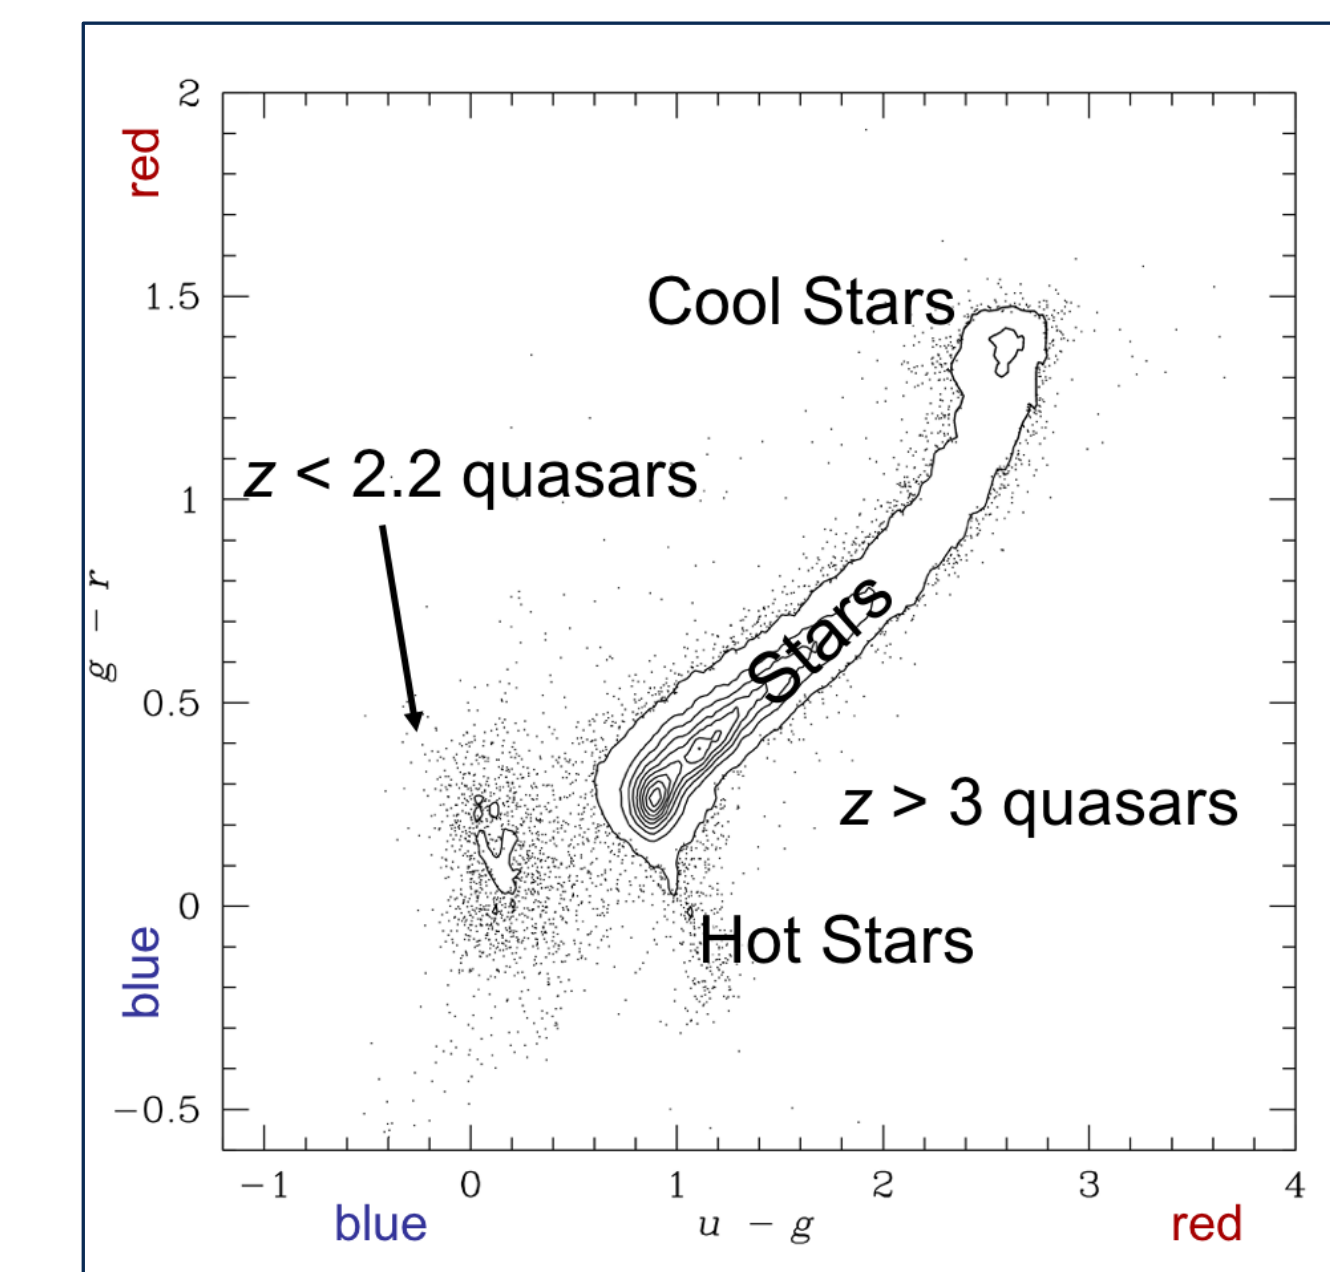 2
red
Cool Stars
1.5
z < 2.2 quasars
1
g − r
Stars
0.5
z > 3 quasars
0
Hot Stars
blue
−0.5
−1 0 1 2 3 4
blue u − g red